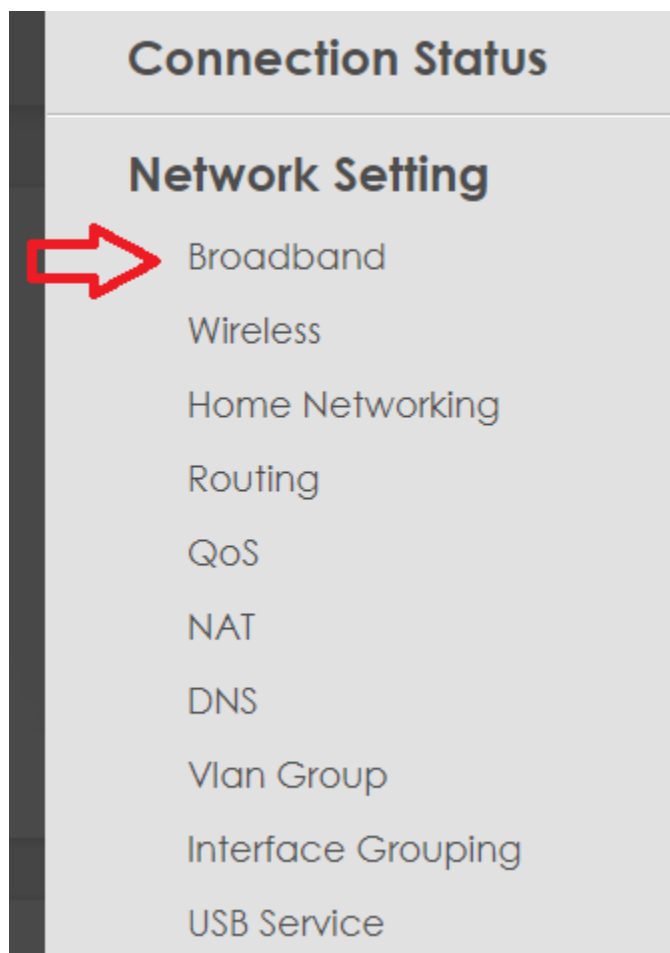 Connection Status
Network Setting
Broadband
Wireless
Home Networking
Routing
QoS
NAT
DNS
Vlan Group
Interface Grouping
USB Service